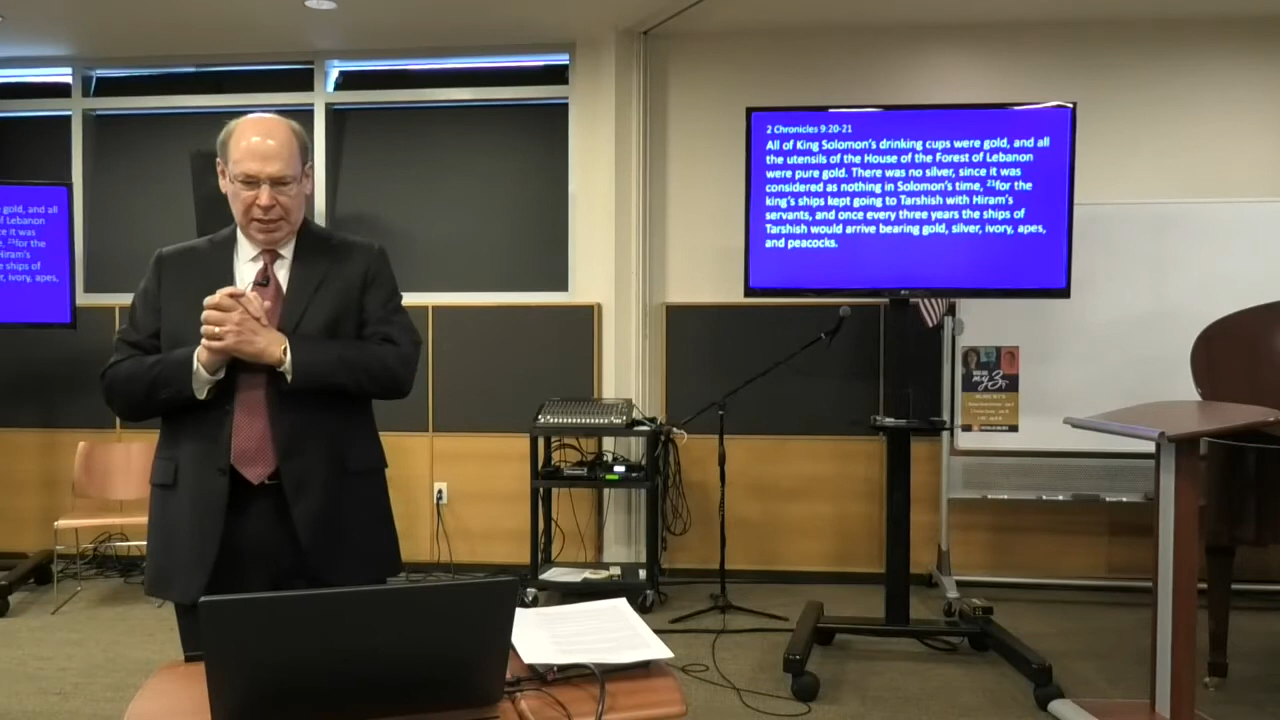 2 Chronicles 9:20-21
All of King Solomon's drinking cups were gold, and all
the utensils of the House of the Forest of Lebanon
were pure gold. There was no silver, since it was
considered as nothing in Solomon's time, ²¹for the
king's ships kept going to Tarshish with Hiram's
servants, and once every three years the ships of
Tarshish would arrive bearing gold, silver, ivory, apes,
and peacocks.
gold, and all
Lebanon
it was
for the
Hiram's
ships of
ivory, apes,
my 3